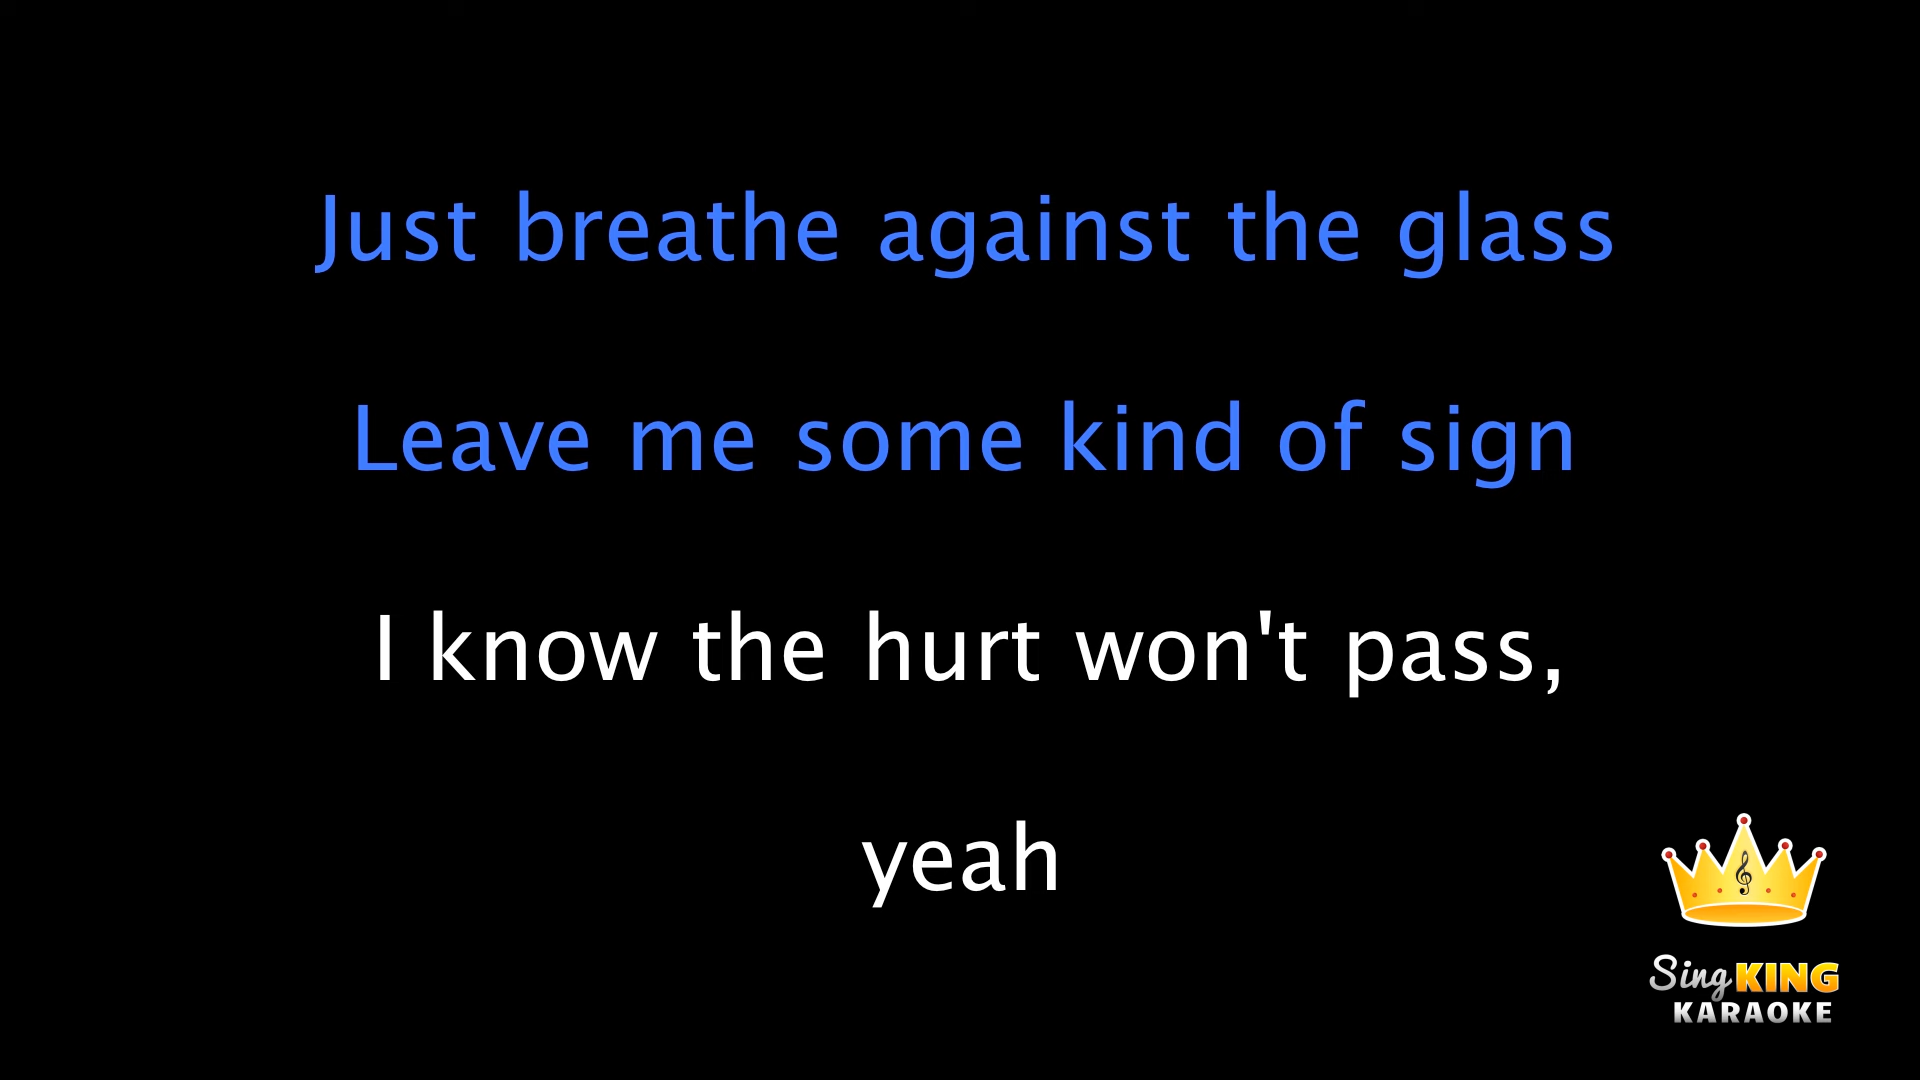 Just breathe against the glass
Leave me some kind of sign
I know the hurt won't pass,
yeah
Sing KING
KARAOKE